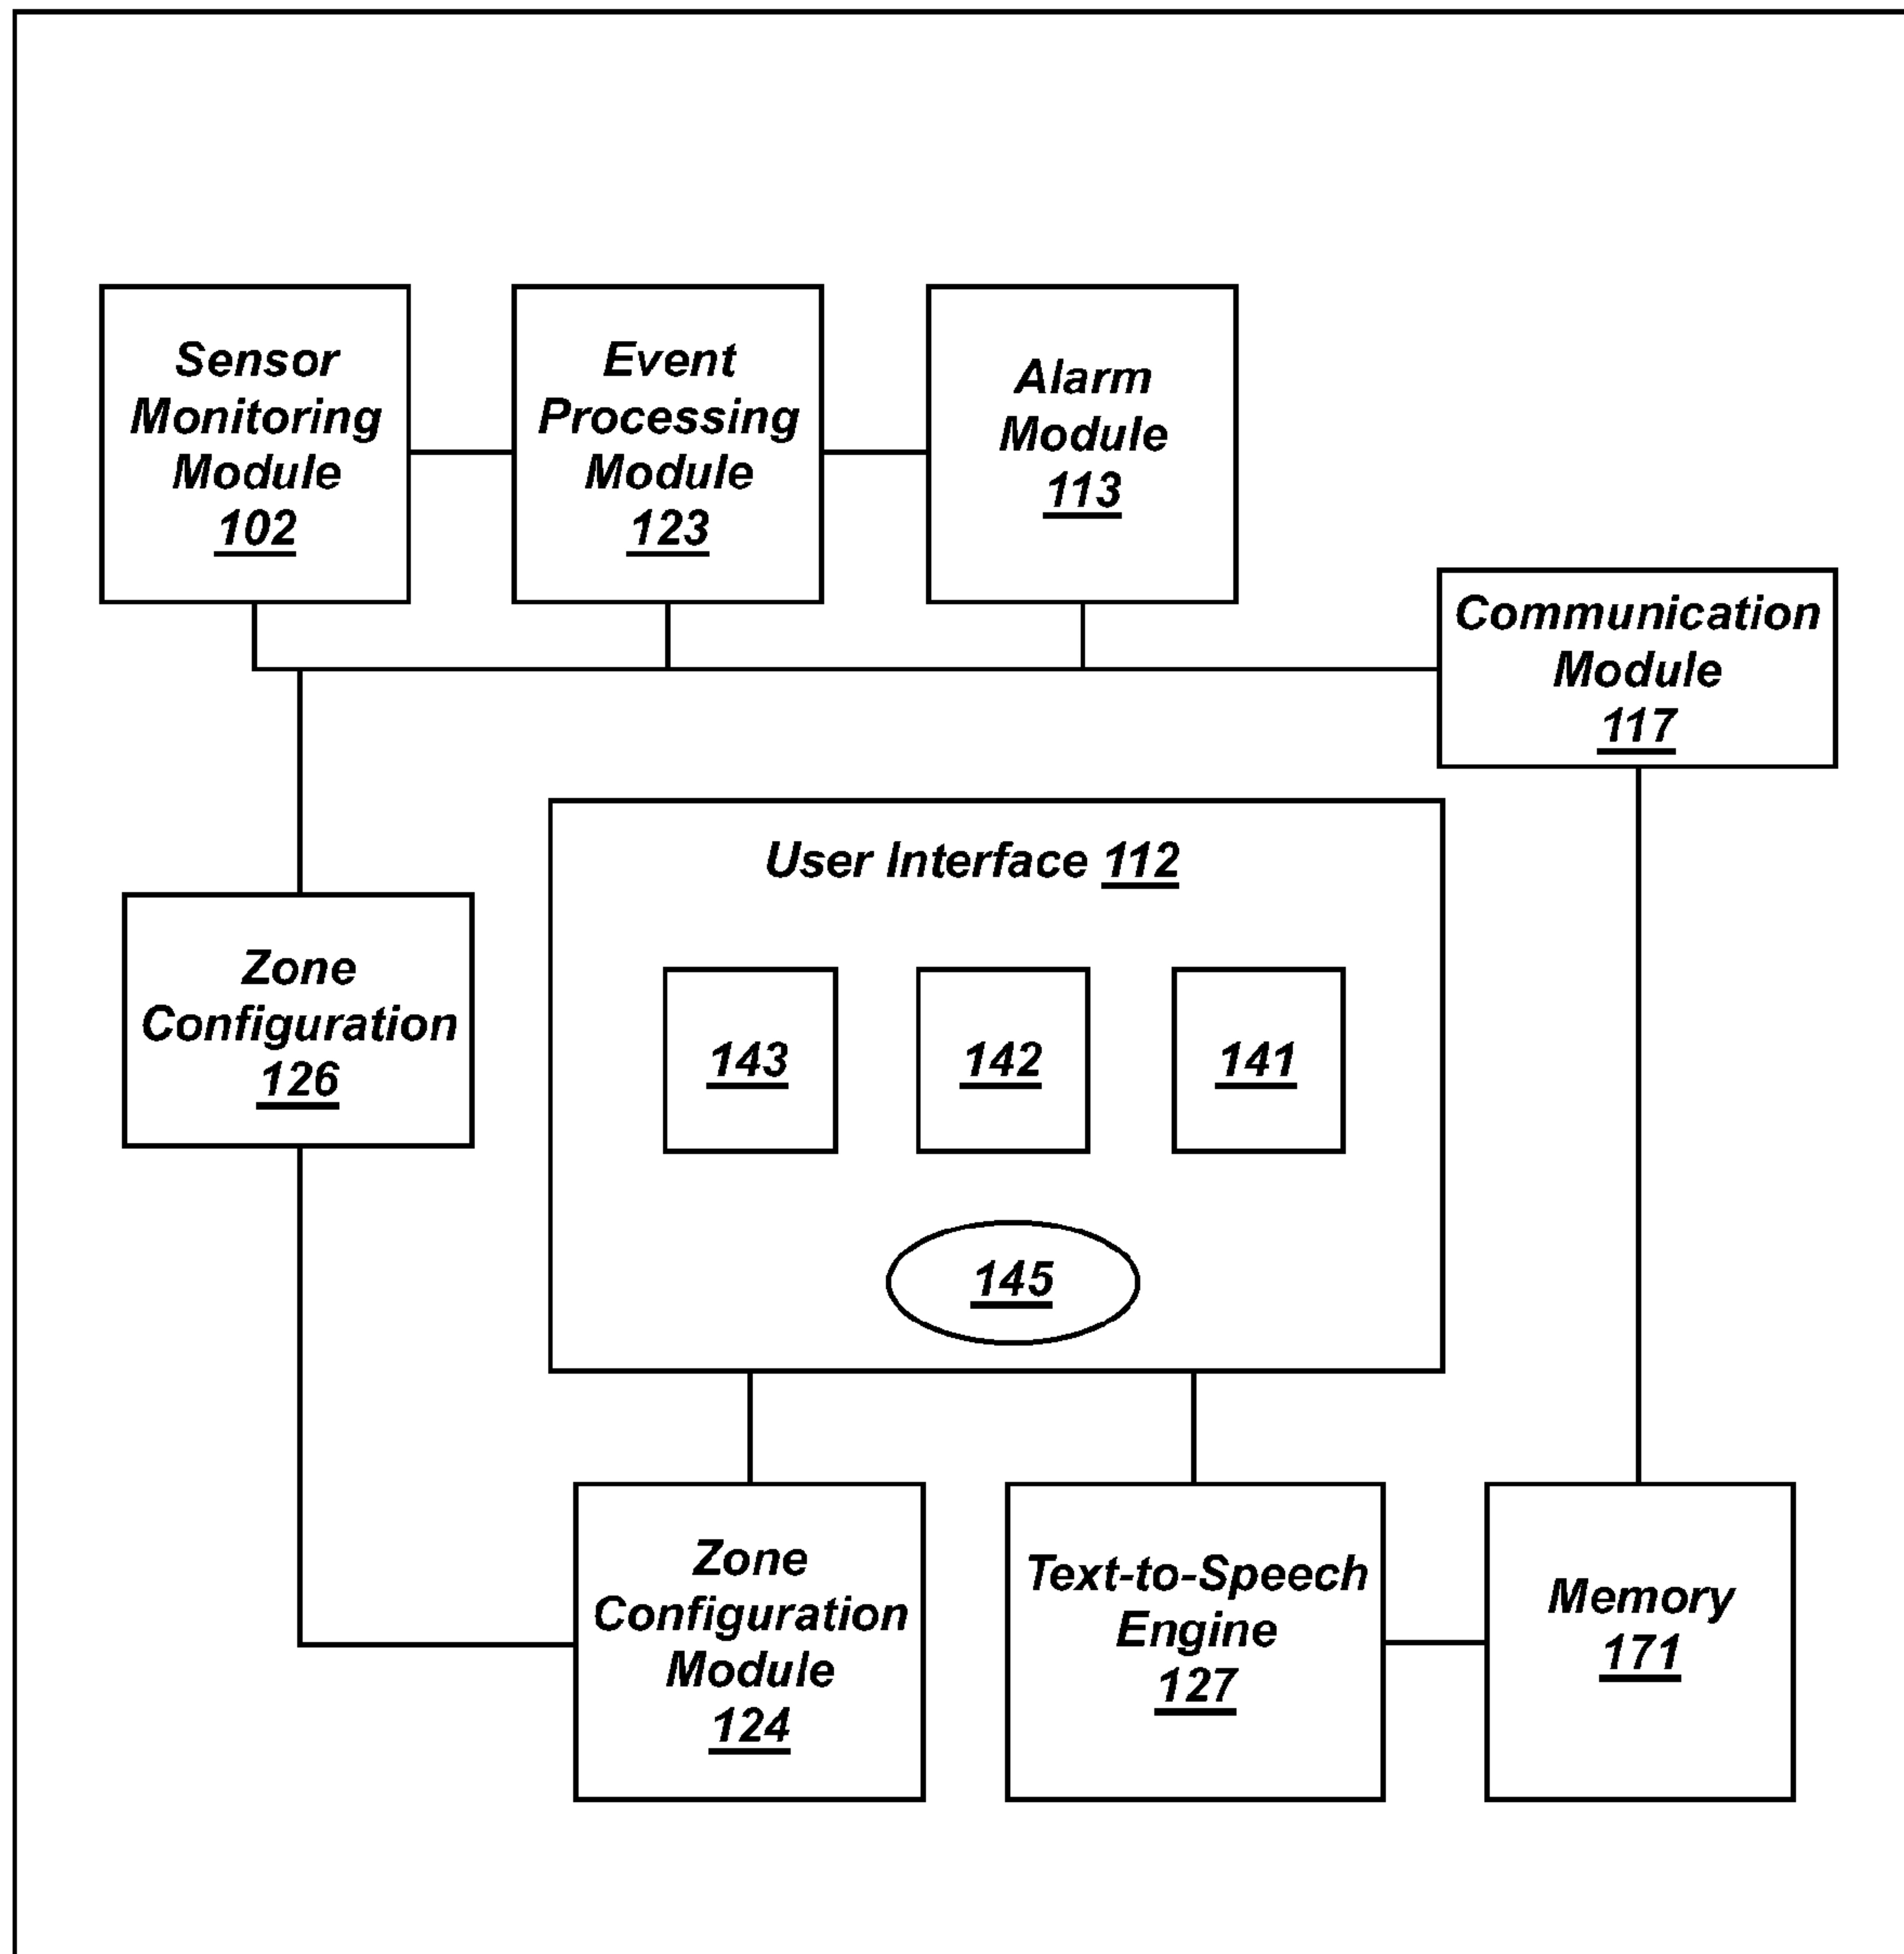 Sensor
Monitoring
Module
102
Event
Processing
Module
123
Alarm
Module
113
Communication
Module
117
User Interface 112
Zone
Configuration
126
143
142
141
145
Zone
Configuration
Module
124
Text-to-Speech
Engine
127
Memory
171